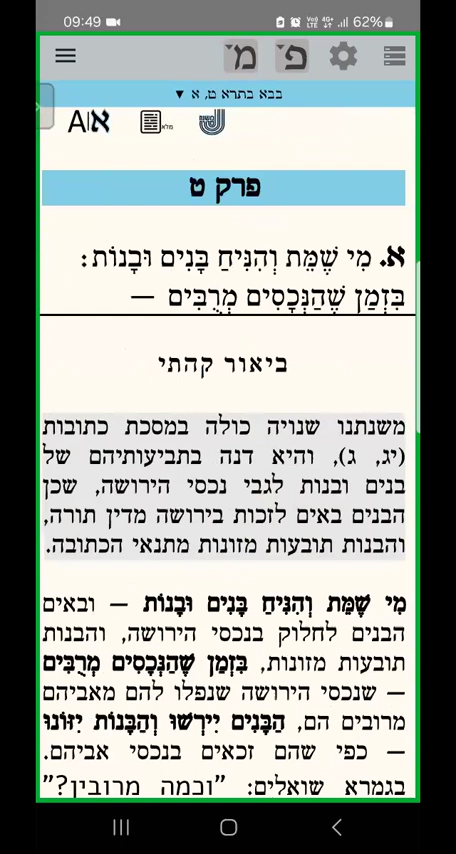 09:49 62%
מ' פ'
בבא בתרא ט, א ▼
A|א מלא משנה
פרק ט
א. מִי שֶׁמֵּת וְהִנִּיחַ בָּנִים וּבָנוֹת:
בִּזְמַן שֶׁהַנְּכָסִים מְרֻבִּים —
ביאור קהתי
משנתנו שנויה כולה במסכת כתובות
(יג, ג), והיא דנה בתביעותיהם של
בנים ובנות לגבי נכסי הירושה, שכן
הבנים באים לזכות בירושה מדין תורה,
והבנות תובעות מזונות מתנאי הכתובה.
מִי שֶׁמֵּת וְהִנִּיחַ בָּנִים וּבָנוֹת – ובאים
הבנים לחלוק בנכסי הירושה, והבנות
תובעות מזונות, בִּזְמַן שֶׁהַנְּכָסִים מְרֻבִּים
– שנכסי הירושה שנפלו להם מאביהם
מרובים הם, הַבָּנִים יִירְשׁוּ וְהַבָּנוֹת יִזּוֹנוּ
– כפי שהם זכאים בנכסי אביהם.
בגמרא שואלים: "וכמה מרובין?"